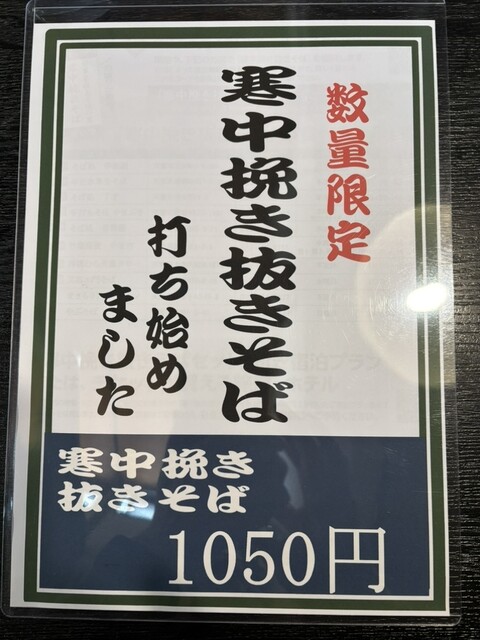 数量限定
寒中挽き抜きそば
打ち始め
ました
寒中挽き
抜きそば
1050円